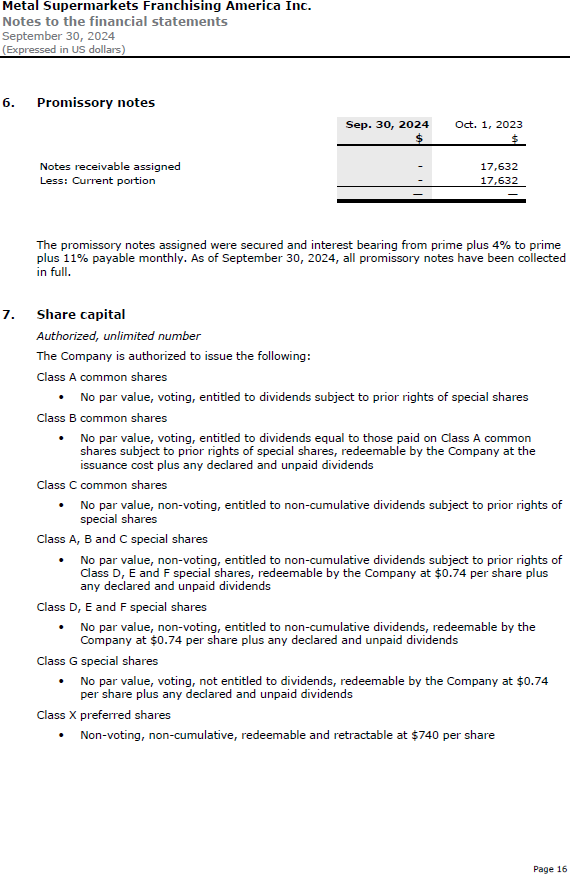 Metal Supermarkets Franchising America Inc.
Notes to the financial statements
September 30, 2024
(Expressed in US dollars)
6. Promissory notes
Sep. 30, 2024 Oct. 1, 2023
$ $
Notes receivable assigned - 17,632
Less: Current portion - 17,632
— —
The promissory notes assigned were secured and interest bearing from prime plus 4% to prime
plus 11% payable monthly. As of September 30, 2024, all promissory notes have been collected
in full.
7. Share capital
Authorized, unlimited number
The Company is authorized to issue the following:
Class A common shares
• No par value, voting, entitled to dividends subject to prior rights of special shares
Class B common shares
• No par value, voting, entitled to dividends equal to those paid on Class A common
shares subject to prior rights of special shares, redeemable by the Company at the
issuance cost plus any declared and unpaid dividends
Class C common shares
• No par value, non-voting, entitled to non-cumulative dividends subject to prior rights of
special shares
Class A, B and C special shares
• No par value, non-voting, entitled to non-cumulative dividends subject to prior rights of
Class D, E and F special shares, redeemable by the Company at $0.74 per share plus
any declared and unpaid dividends
Class D, E and F special shares
• No par value, non-voting, entitled to non-cumulative dividends, redeemable by the
Company at $0.74 per share plus any declared and unpaid dividends
Class G special shares
• No par value, voting, not entitled to dividends, redeemable by the Company at $0.74
per share plus any declared and unpaid dividends
Class X preferred shares
• Non-voting, non-cumulative, redeemable and retractable at $740 per share
Page 16